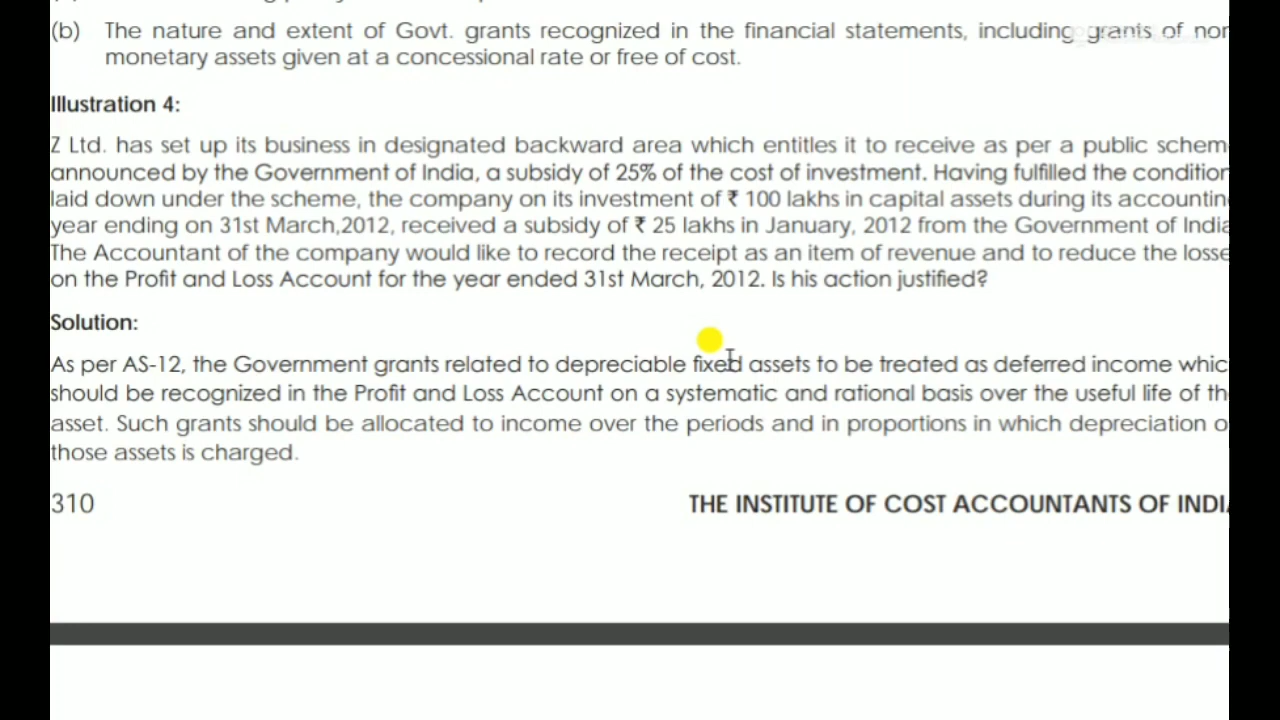 (b) The nature and extent of Govt. grants recognized in the financial statements, including grants of non
monetary assets given at a concessional rate or free of cost.
Illustration 4:
Z Ltd. has set up its business in designated backward area which entitles it to receive as per a public schem
announced by the Government of India, a subsidy of 25% of the cost of investment. Having fulfilled the condition
laid down under the scheme, the company on its investment of ₹ 100 lakhs in capital assets during its accountin
year ending on 31st March,2012, received a subsidy of ₹ 25 lakhs in January, 2012 from the Government of India
The Accountant of the company would like to record the receipt as an item of revenue and to reduce the losse
on the Profit and Loss Account for the year ended 31st March, 2012. Is his action justified?
Solution:
As per AS-12, the Government grants related to depreciable fixed assets to be treated as deferred income whic
should be recognized in the Profit and Loss Account on a systematic and rational basis over the useful life of th
asset. Such grants should be allocated to income over the periods and in proportions in which depreciation o
those assets is charged.
310 THE INSTITUTE OF COST ACCOUNTANTS OF INDIA